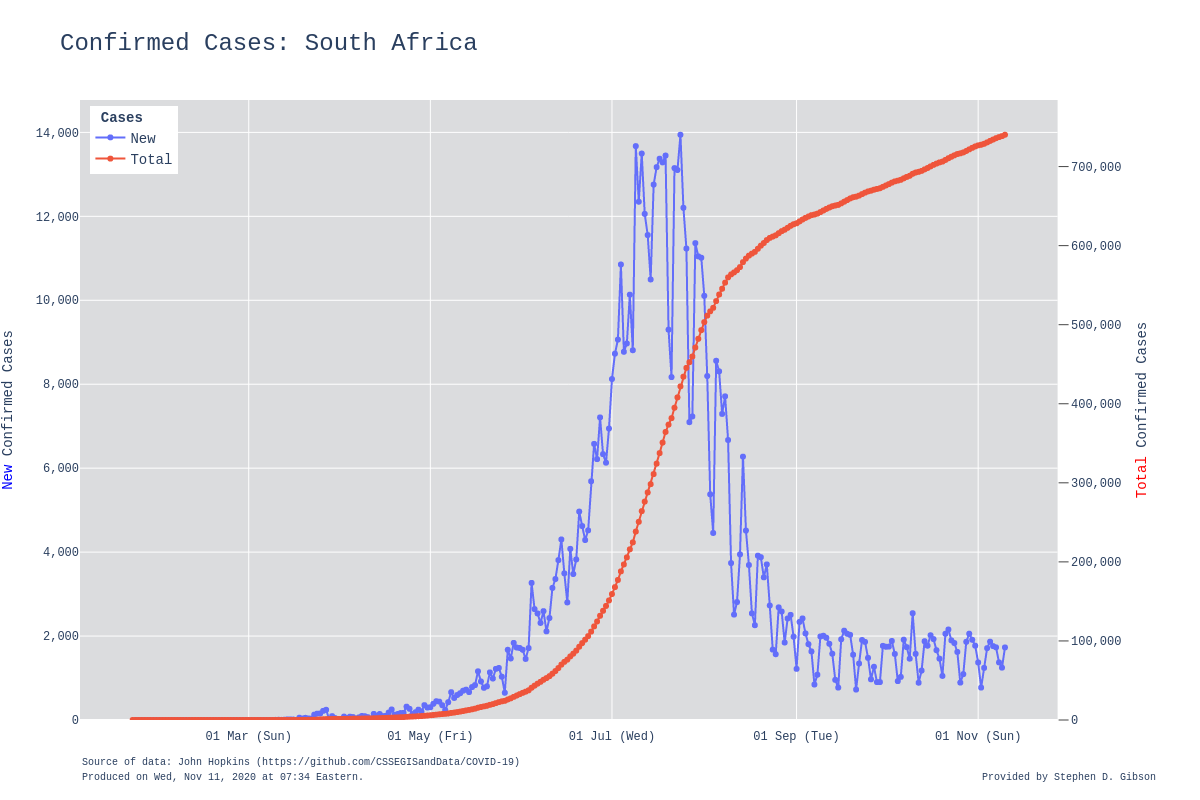 Confirmed Cases: South Africa
Cases
New
Total
14,000
12,000
10,000
8,000
6,000
4,000
2,000
0
New Confirmed Cases
700,000
600,000
500,000
400,000
300,000
200,000
100,000
0
Total Confirmed Cases
01 Mar (Sun)
01 May (Fri)
01 Jul (Wed)
01 Sep (Tue)
01 Nov (Sun)
Source of data: John Hopkins (https://github.com/CSSEGISandData/COVID-19)
Produced on Wed, Nov 11, 2020 at 07:34 Eastern.
Provided by Stephen D. Gibson